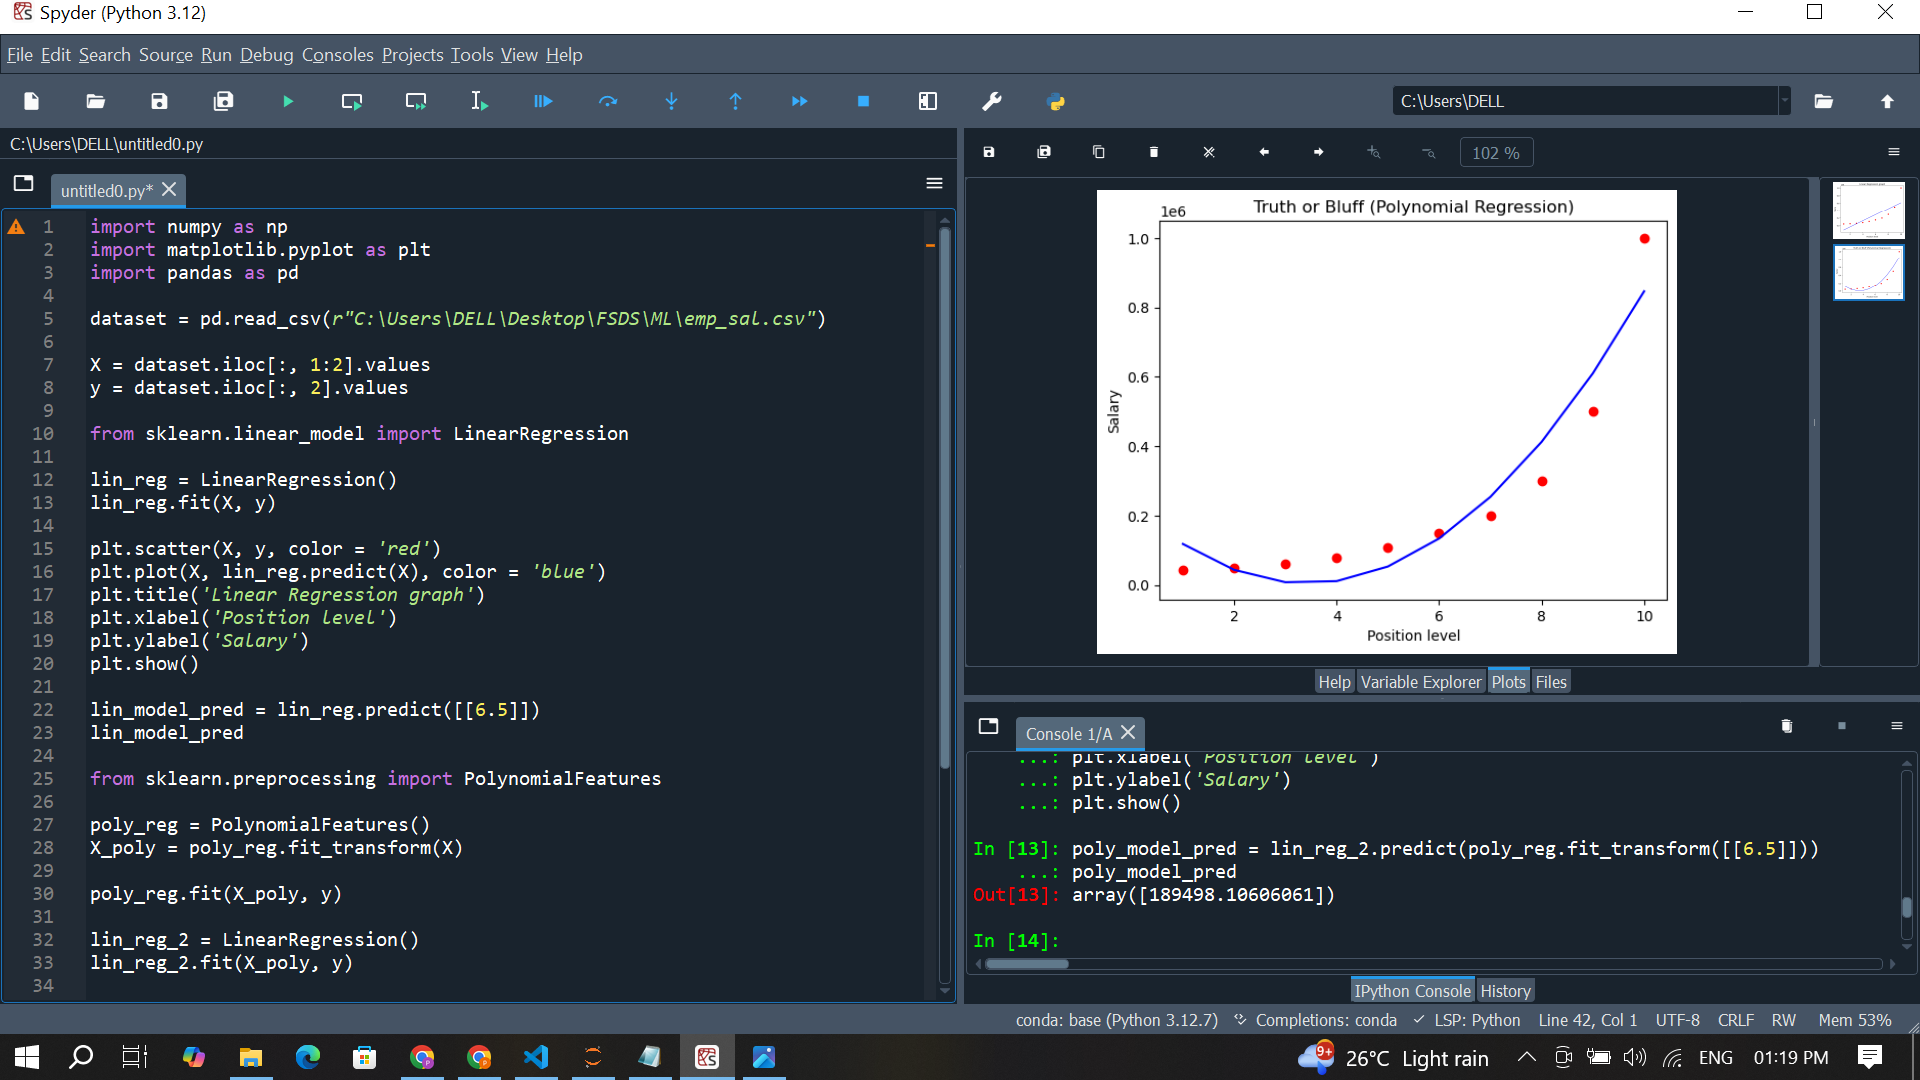 Spyder (Python 3.12)
File Edit Search Source Run Debug Consoles Projects Tools View Help
C:\Users\DELL
C:\Users\DELL\untitled0.py
untitled0.py*
1 import numpy as np
2 import matplotlib.pyplot as plt
3 import pandas as pd
4
5 dataset = pd.read_csv(r"C:\Users\DELL\Desktop\FSDS\ML\emp_sal.csv")
6
7 X = dataset.iloc[:, 1:2].values
8 y = dataset.iloc[:, 2].values
9
10 from sklearn.linear_model import LinearRegression
11
12 lin_reg = LinearRegression()
13 lin_reg.fit(X, y)
14
15 plt.scatter(X, y, color = 'red')
16 plt.plot(X, lin_reg.predict(X), color = 'blue')
17 plt.title('Linear Regression graph')
18 plt.xlabel('Position level')
19 plt.ylabel('Salary')
20 plt.show()
21
22 lin_model_pred = lin_reg.predict([[6.5]])
23 lin_model_pred
24
25 from sklearn.preprocessing import PolynomialFeatures
26
27 poly_reg = PolynomialFeatures()
28 X_poly = poly_reg.fit_transform(X)
29
30 poly_reg.fit(X_poly, y)
31
32 lin_reg_2 = LinearRegression()
33 lin_reg_2.fit(X_poly, y)
34
102 %
Truth or Bluff (Polynomial Regression)
1e6
1.0
0.8
0.6
0.4
0.2
0.0
Salary
2 4 6 8 10
Position level
Help Variable Explorer Plots Files
Console 1/A
...: plt.xlabel('Position level')
...: plt.ylabel('Salary')
...: plt.show()
In [13]: poly_model_pred = lin_reg_2.predict(poly_reg.fit_transform([[6.5]]))
...: poly_model_pred
Out[13]: array([189498.10606061])
In [14]:
IPython Console History
conda: base (Python 3.12.7) Completions: conda LSP: Python Line 42, Col 1 UTF-8 CRLF RW Mem 53%
9+ 26°C Light rain ENG 01:19 PM